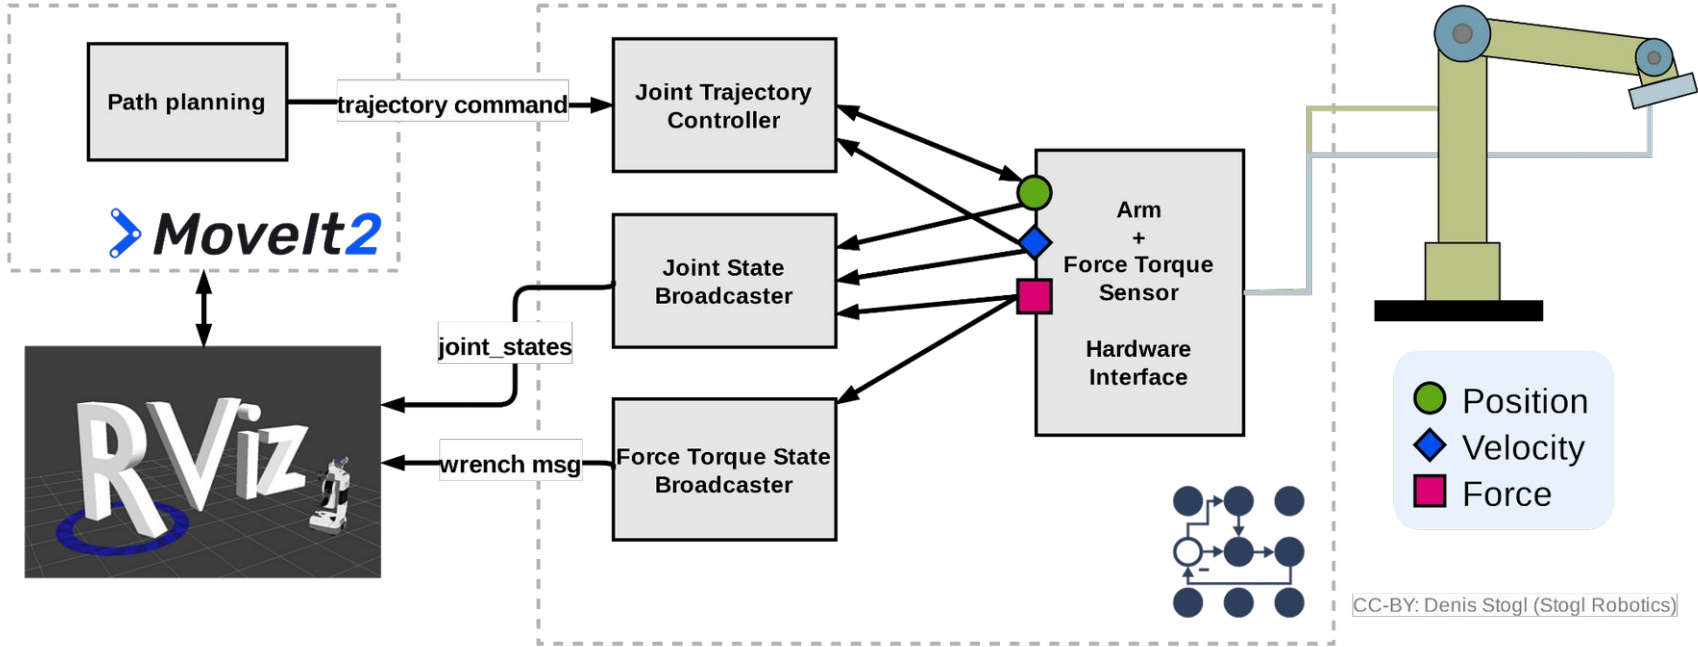 Path planning
trajectory command
MoveIt2
Joint Trajectory
Controller
Joint State
Broadcaster
joint_states
RViz
wrench msg
Force Torque State
Broadcaster
Arm
+
Force Torque
Sensor
Hardware
Interface
Position
Velocity
Force
-
CC-BY: Denis Stogl (Stogl Robotics)